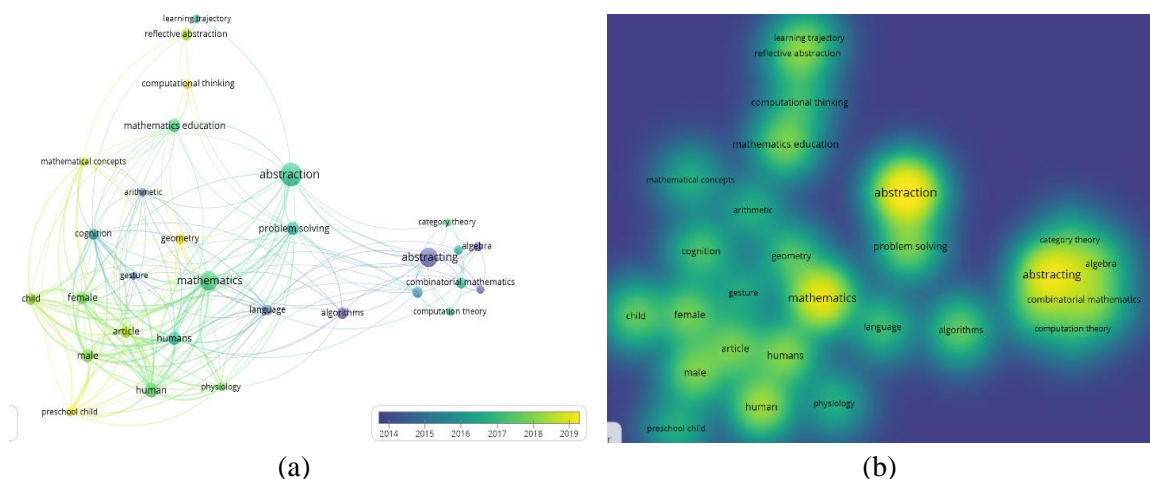 learning trajectory
reflective abstraction
computational thinking
mathematics education
mathematical concepts
abstraction
arithmetic
cognition
geometry
problem solving
category theory
algebra
abstracting
gesture
mathematics
combinatorial mathematics
child
female
language
algorithms
computation theory
article
humans
male
human
physiology
preschool child
2014 2015 2016 2017 2018 2019
(a)
learning trajectory
reflective abstraction
computational thinking
mathematics education
mathematical concepts
abstraction
arithmetic
problem solving
category theory
cognition
geometry
algebra
abstracting
gesture
mathematics
combinatorial mathematics
child
female
language
algorithms
computation theory
article
humans
male
human
physiology
preschool child
r
(b)